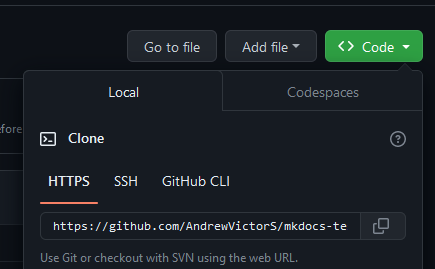 Go to file Add file Code
Local Codespaces
efore
Clone
HTTPS SSH GitHub CLI
https://github.com/AndrewVictorS/mkdocs-te
Use Git or checkout with SVN using the web URL.